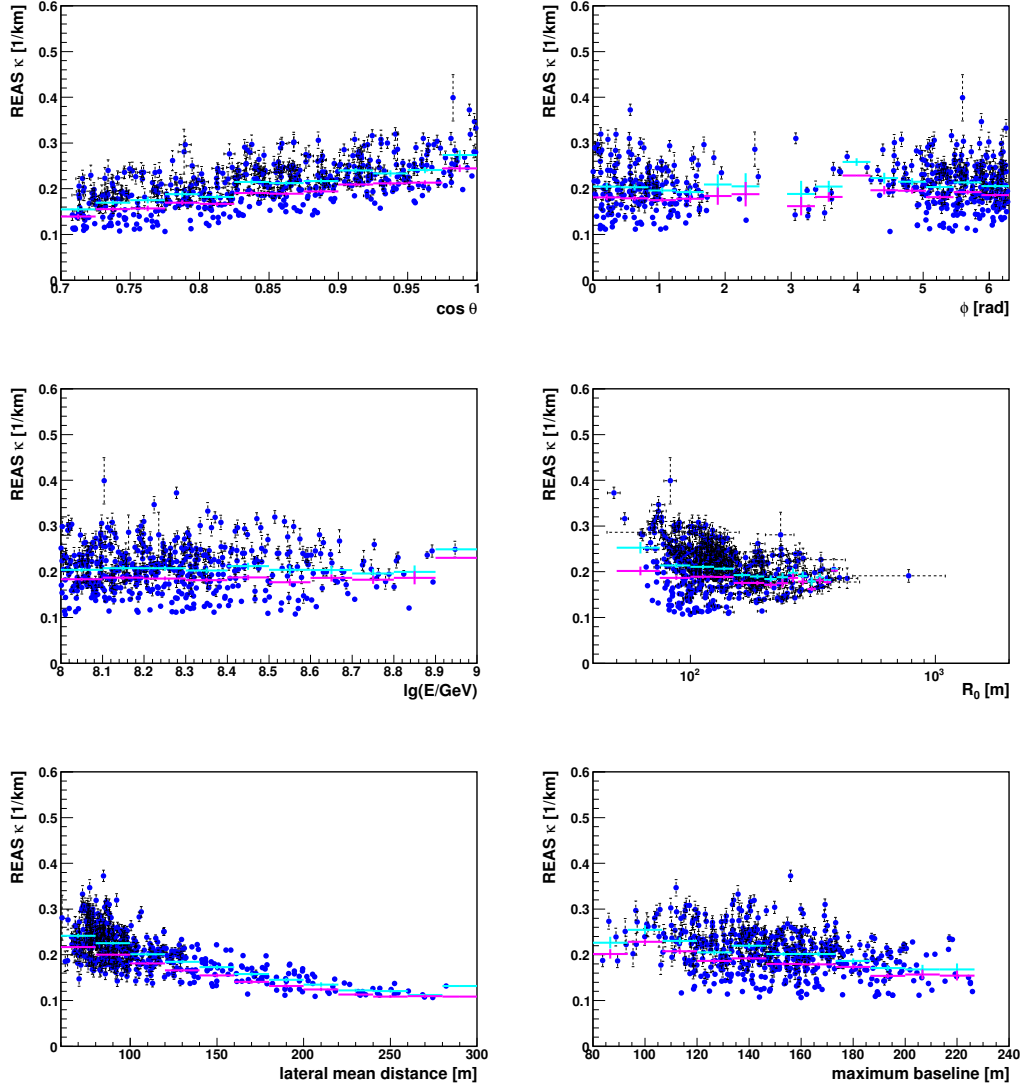 REAS κ [1/km]
0.6
0.5
0.4
0.3
0.2
0.1
0
0.7 0.75 0.8 0.85 0.9 0.95 1
cos θ
REAS κ [1/km]
0.6
0.5
0.4
0.3
0.2
0.1
0
0 1 2 3 4 5 6
ϕ [rad]
REAS κ [1/km]
0.6
0.5
0.4
0.3
0.2
0.1
0
8 8.1 8.2 8.3 8.4 8.5 8.6 8.7 8.8 8.9 9
lg(E/GeV)
REAS κ [1/km]
0.6
0.5
0.4
0.3
0.2
0.1
0
10² 10³
R₀ [m]
REAS κ [1/km]
0.6
0.5
0.4
0.3
0.2
0.1
0
100 150 200 250 300
lateral mean distance [m]
REAS κ [1/km]
0.6
0.5
0.4
0.3
0.2
0.1
0
80 100 120 140 160 180 200 220 240
maximum baseline [m]